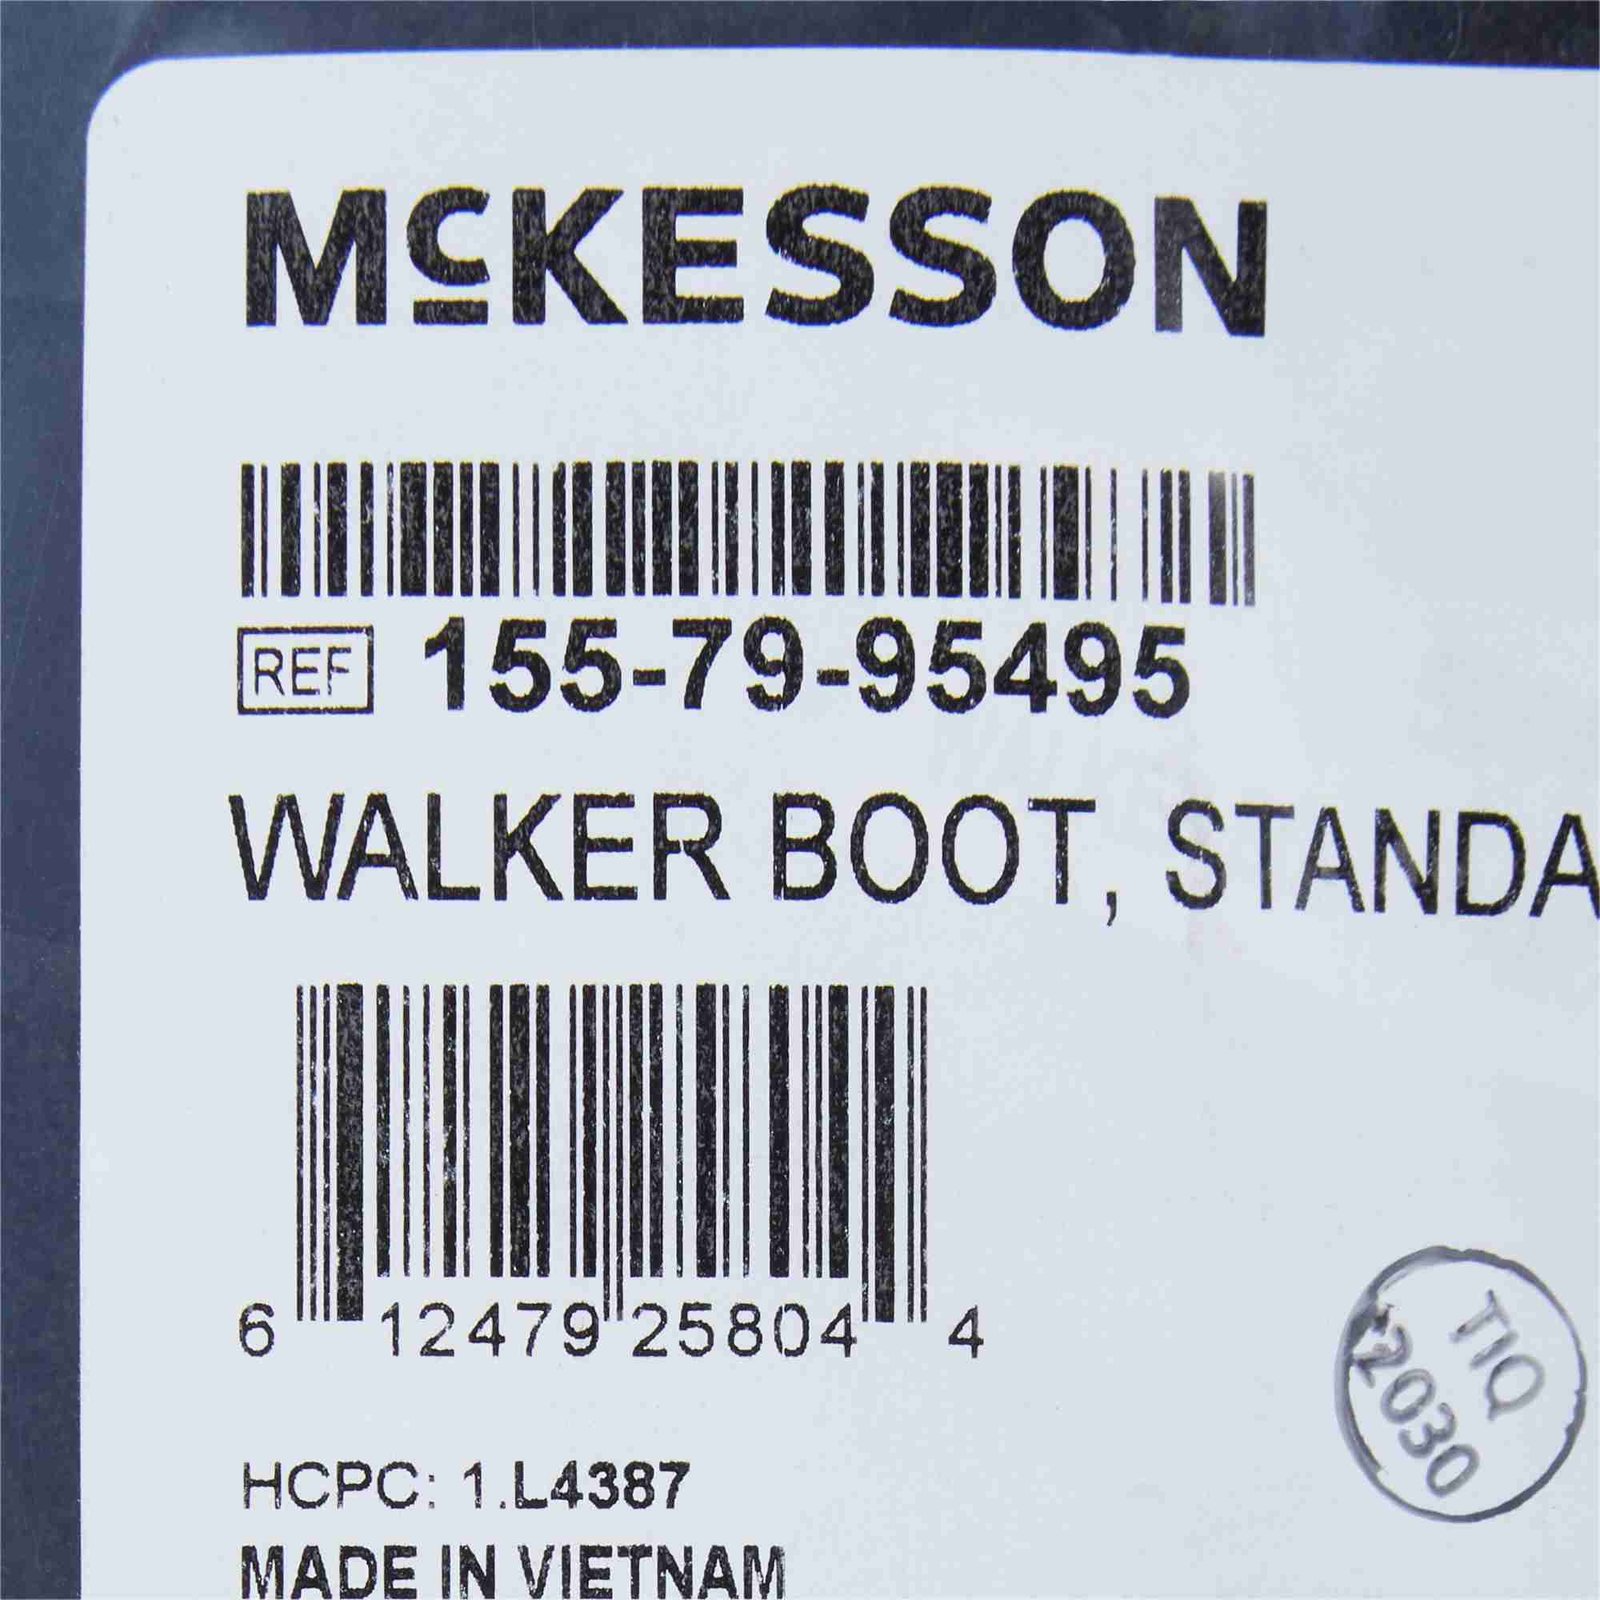 McKESSON
REF 155-79-95495
WALKER BOOT, STANDA
6 12479 25804 4
HCPC: 1.L4387
MADE IN VIETNAM
TIQ
2030